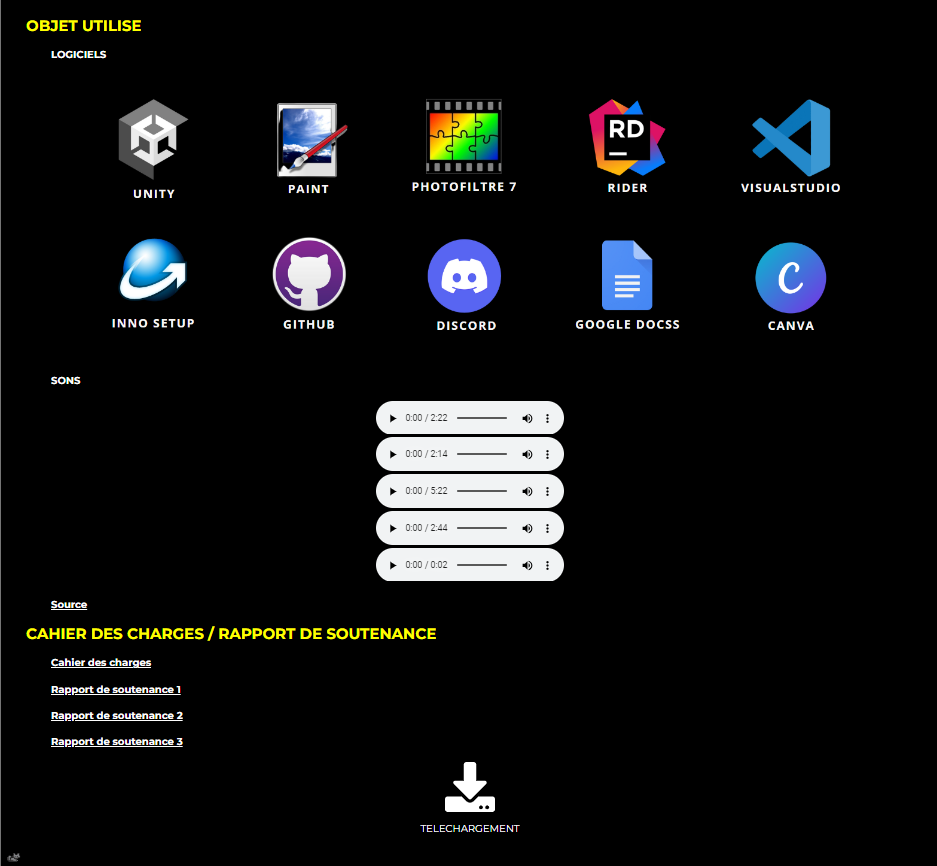 OBJET UTILISE
LOGICIELS
RD
UNITY
PAINT
PHOTOFILTRE 7
RIDER
VISUALSTUDIO
C
INNO SETUP
GITHUB
DISCORD
GOOGLE DOCSS
CANVA
SONS
0:00 / 2:22
0:00 / 2:14
0:00 / 5:22
0:00 / 2:44
0:00 / 0:02
Source
CAHIER DES CHARGES / RAPPORT DE SOUTENANCE
Cahier des charges
Rapport de soutenance 1
Rapport de soutenance 2
Rapport de soutenance 3
TELECHARGEMENT